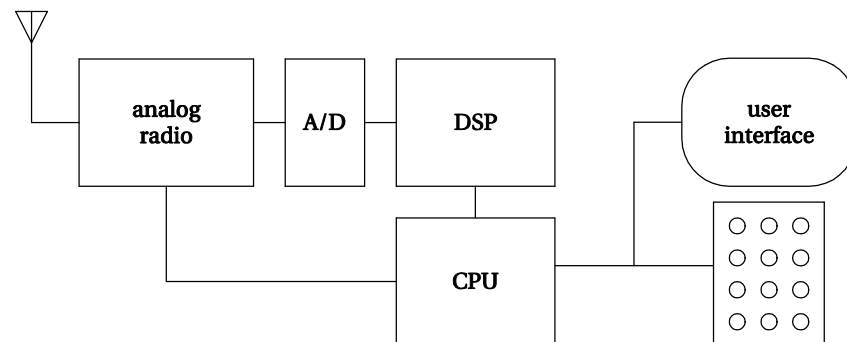 analog
radio
A/D
DSP
user
interface
CPU